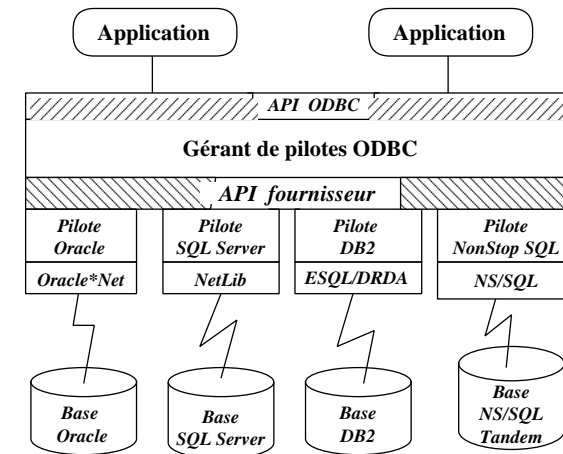 Application
Application
API ODBC
Gérant de pilotes ODBC
API fournisseur
Pilote
Oracle
Pilote
SQL Server
Pilote
DB2
Pilote
NonStop SQL
Oracle*Net
NetLib
ESQL/DRDA
NS/SQL
Base
Oracle
Base
SQL Server
Base
DB2
Base
NS/SQL
Tandem